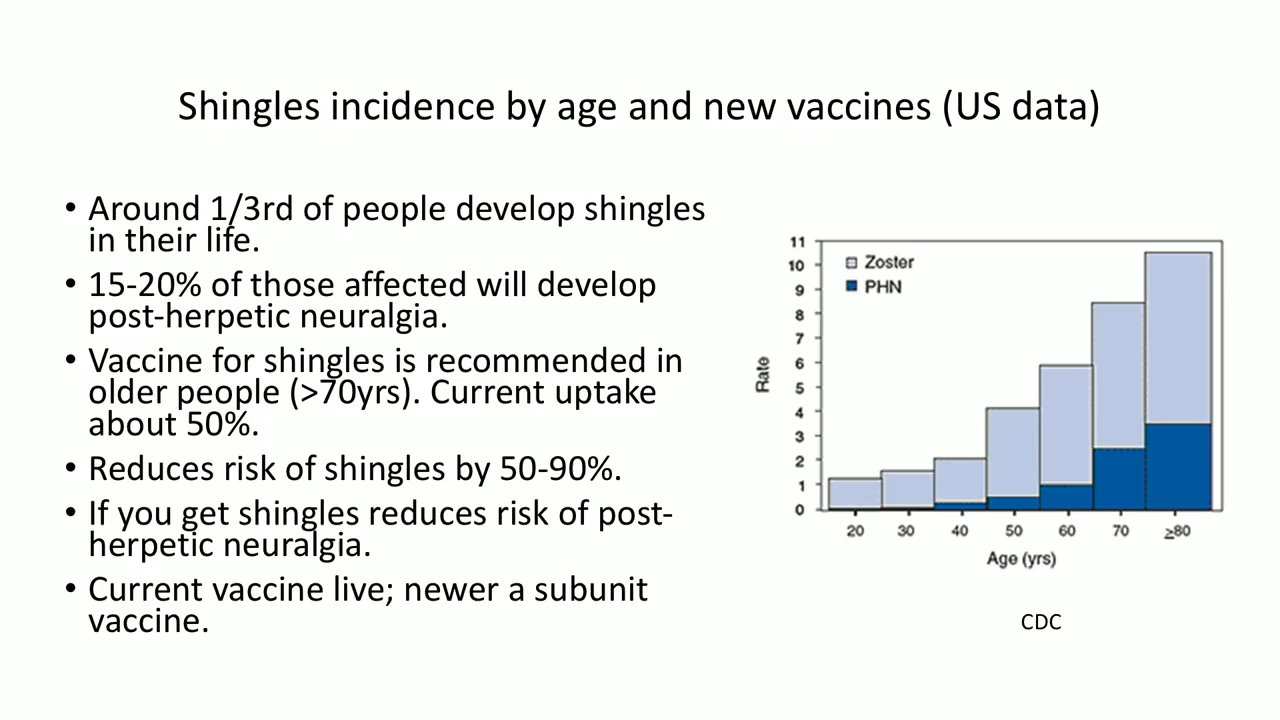 Shingles incidence by age and new vaccines (US data)
• Around 1/3rd of people develop shingles
in their life.
• 15-20% of those affected will develop
post-herpetic neuralgia.
• Vaccine for shingles is recommended in
older people (>70yrs). Current uptake
about 50%.
• Reduces risk of shingles by 50-90%.
• If you get shingles reduces risk of post-
herpetic neuralgia.
• Current vaccine live; newer a subunit
vaccine.
11
10
9
8
7
6
5
4
3
2
1
0
Rate
Zoster
PHN
20 30 40 50 60 70 ≥80
Age (yrs)
CDC